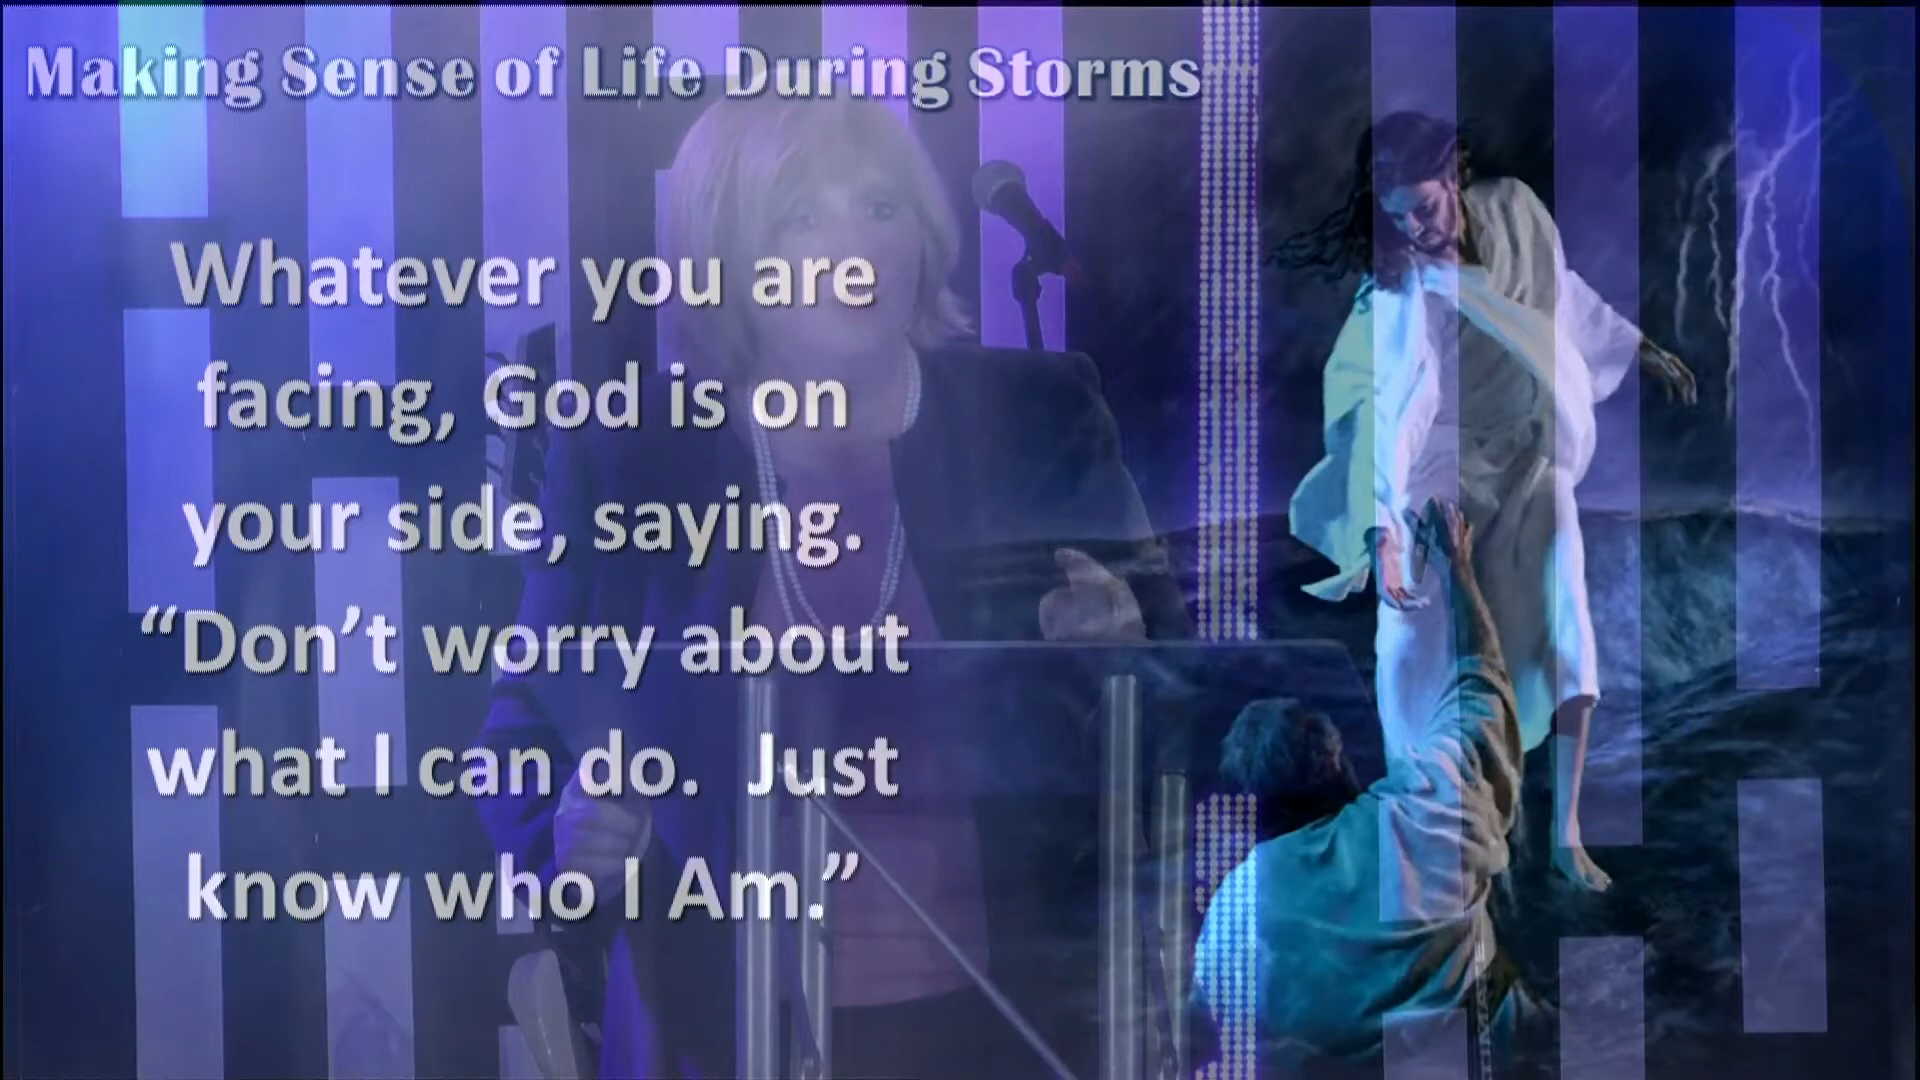 Making Sense of Life During Storms
Whatever you are
facing, God is on
your side, saying.
“Don’t worry about
what I can do.  Just
know who I Am.”